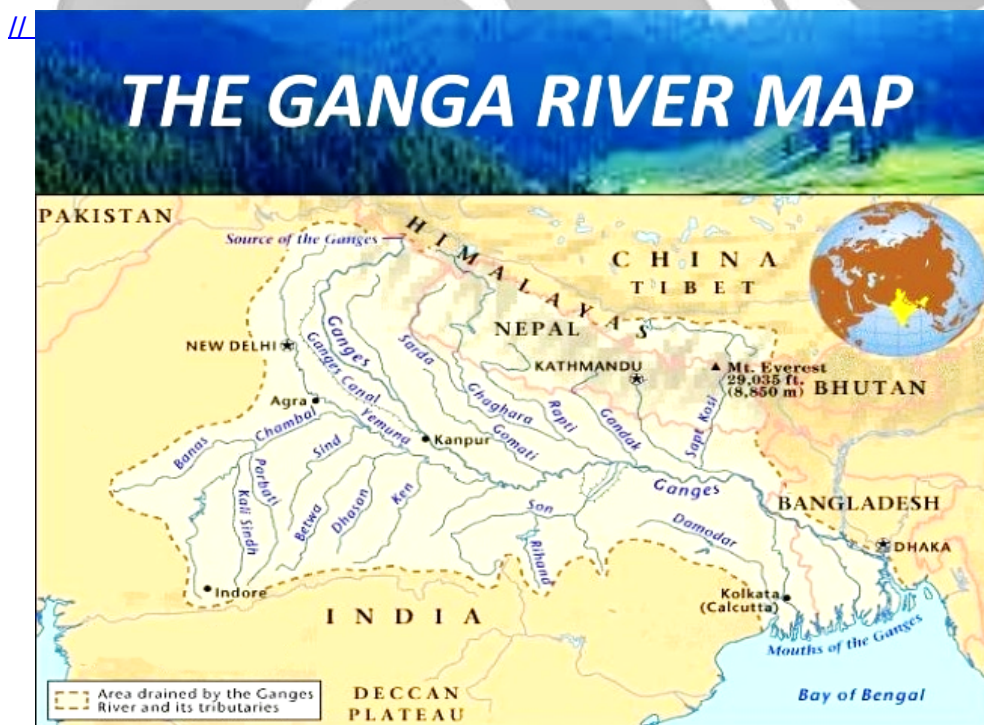 //
THE GANGA RIVER MAP
PAKISTAN
Source of the Ganges
HIMALAYAS
CHINA
TIBET
NEPAL
NEW DELHI
Ganges
Ganges Canal
Sarda
KATHMANDU
Mt. Everest
29,035 ft.
(8,850 m)
BHUTAN
Agra
Ghaghara
Rapti
Gandak
Sapt Kosi
Banas
Chambal
Yemuna
Kanpur
Gomati
Sind
Parbati
Kali Sindh
Betwa
Dhasan
Ken
Son
Rihand
Ganges
Damodar
BANGLADESH
DHAKA
Indore
Kolkata
(Calcutta)
INDIA
Mouths of the Ganges
Area drained by the Ganges
River and its tributaries
DECCAN
PLATEAU
Bay of Bengal